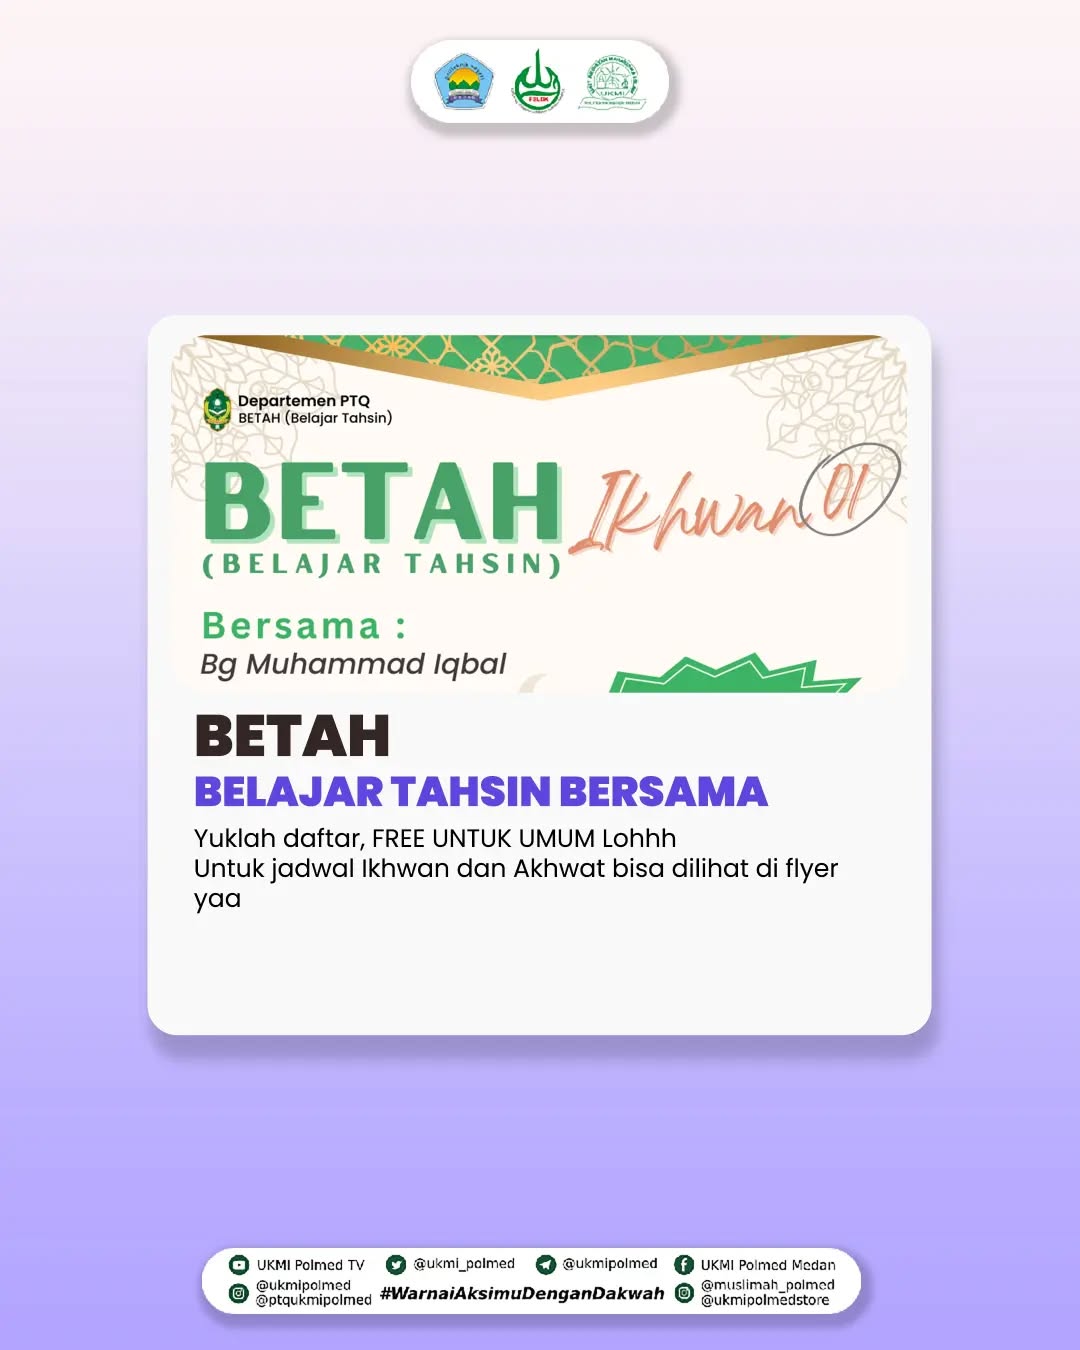 FSLDK
UKMI
Departemen PTQ
BETAH (Belajar Tahsin)
BETAH
Ikhwan 01
(BELAJAR TAHSIN)
Bersama :
Bg Muhammad Iqbal
BETAH
BELAJAR TAHSIN BERSAMA
Yuklah daftar, FREE UNTUK UMUM Lohhh
Untuk jadwal Ikhwan dan Akhwat bisa dilihat di flyer
yaa
UKMI Polmed TV
@ukmi_polmed
@ukmipolmed
UKMI Polmed Medan
@ukmipolmed
@ptqukmipolmed
#WarnaiAksimuDenganDakwah
@muslimah_polmed
@ukmipolmedstore